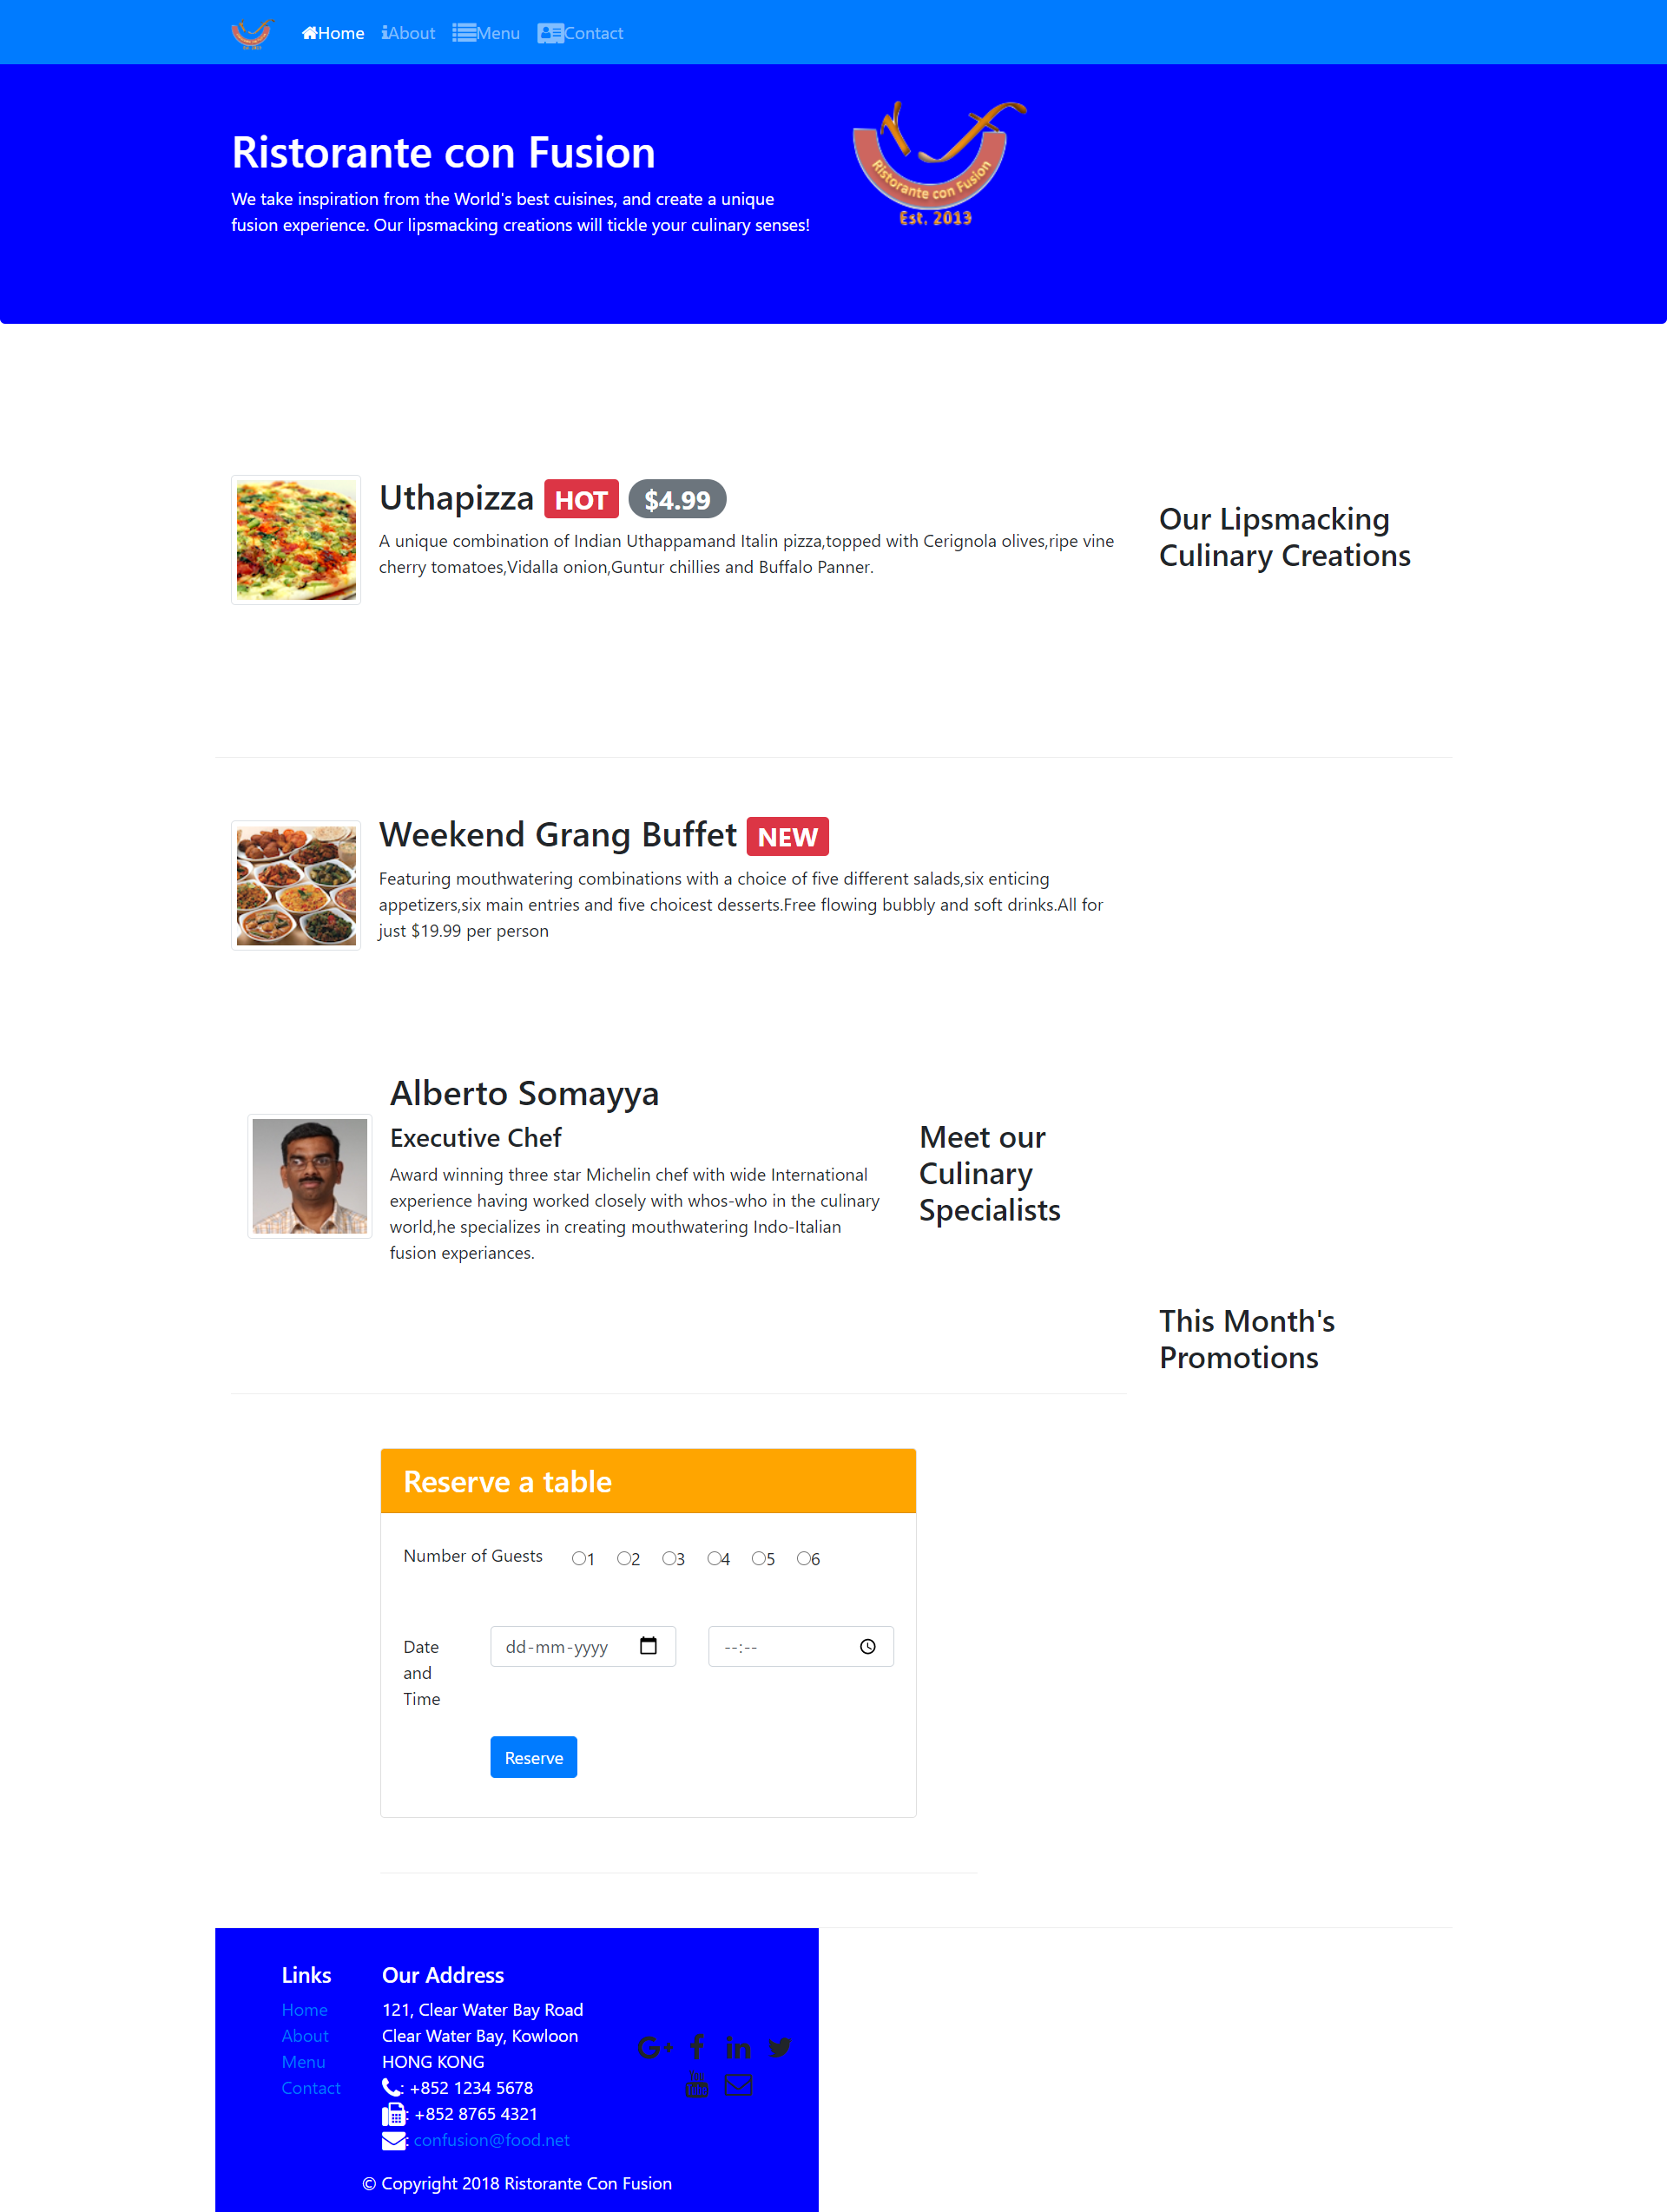 Home About Menu Contact
Ristorante con Fusion
We take inspiration from the World's best cuisines, and create a unique
fusion experience. Our lipsmacking creations will tickle your culinary senses!
Ristorante con Fusion
Est. 2013
Uthapizza HOT $4.99
A unique combination of Indian Uthappamand Italin pizza,topped with Cerignola olives,ripe vine
cherry tomatoes,Vidalla onion,Guntur chillies and Buffalo Panner.
Our Lipsmacking
Culinary Creations
Weekend Grang Buffet NEW
Featuring mouthwatering combinations with a choice of five different salads,six enticing
appetizers,six main entries and five choicest desserts.Free flowing bubbly and soft drinks.All for
just $19.99 per person
Alberto Somayya
Executive Chef
Award winning three star Michelin chef with wide International
experience having worked closely with whos-who in the culinary
world,he specializes in creating mouthwatering Indo-Italian
fusion experiances.
Meet our
Culinary
Specialists
This Month's
Promotions
Reserve a table
Number of Guests 1 2 3 4 5 6
Date
and
Time
dd-mm-yyyy
--:--
Reserve
Links
Home
About
Menu
Contact
Our Address
121, Clear Water Bay Road
Clear Water Bay, Kowloon
HONG KONG
: +852 1234 5678
: +852 8765 4321
: confusion@food.net
© Copyright 2018 Ristorante Con Fusion